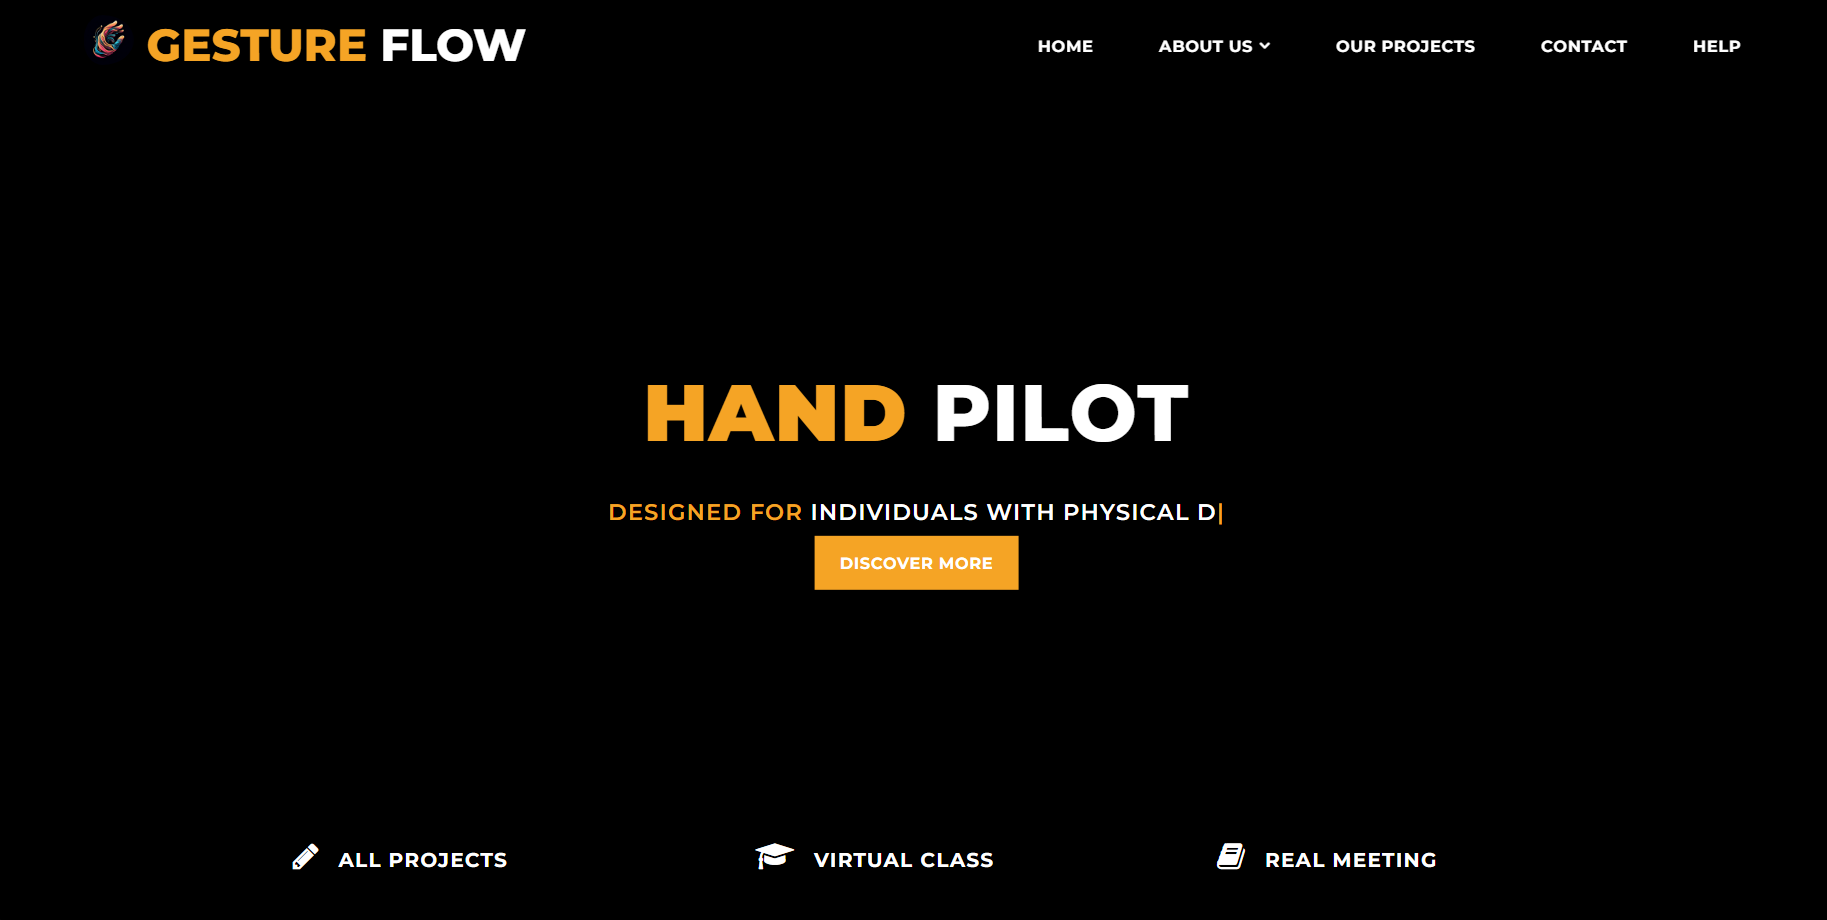 GESTURE FLOW
HOME ABOUT US OUR PROJECTS CONTACT HELP
HAND PILOT
DESIGNED FOR INDIVIDUALS WITH PHYSICAL D|
DISCOVER MORE
ALL PROJECTS VIRTUAL CLASS REAL MEETING